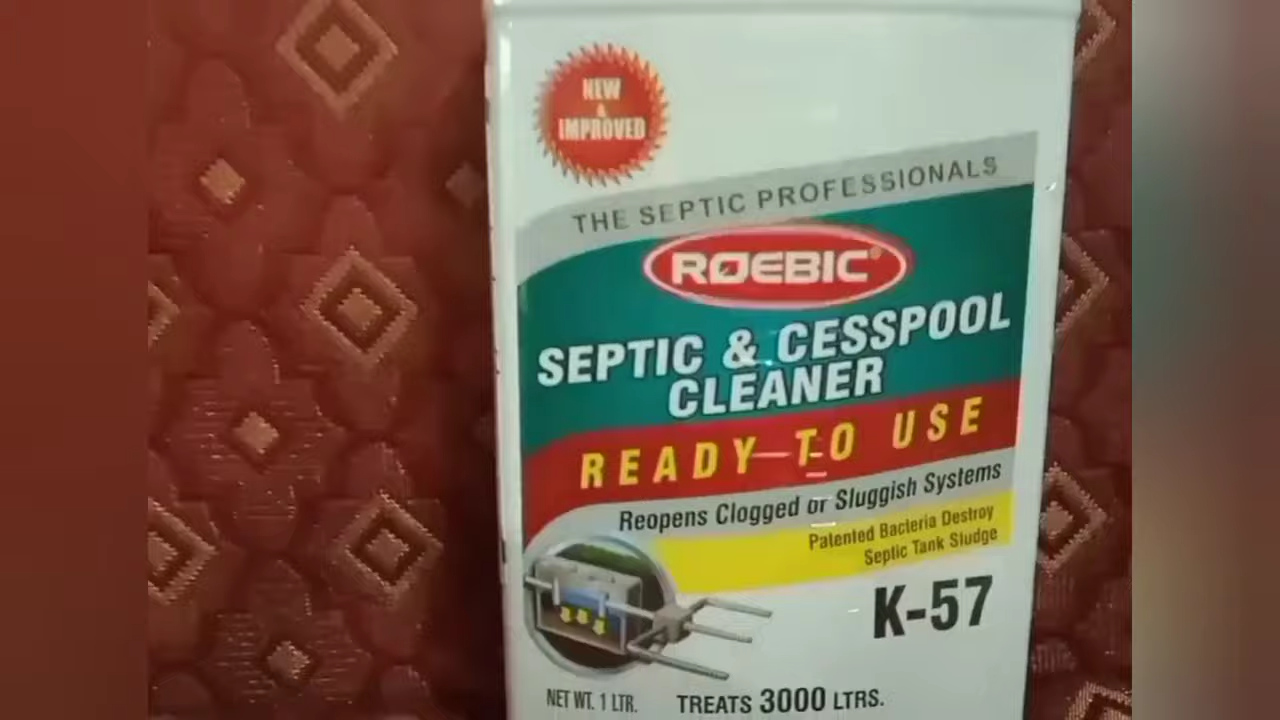 NEW
&
IMPROVED
THE SEPTIC PROFESSIONALS
ROEBIC®
SEPTIC & CESSPOOL
CLEANER
READY TO USE
Reopens Clogged or Sluggish Systems
Patented Bacteria Destroy
Septic Tank Sludge
K-57
NET WT. 1 LTR. TREATS 3000 LTRS.